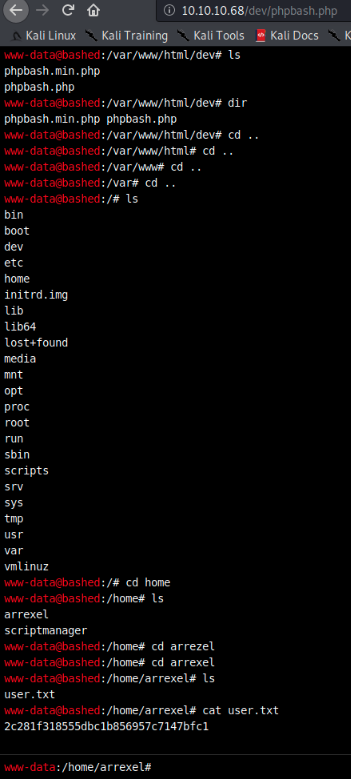 10.10.10.68/dev/phpbash.php
Kali Linux Kali Training Kali Tools Kali Docs
www-data@bashed:/var/www/html/dev# ls
phpbash.min.php
phpbash.php
www-data@bashed:/var/www/html/dev# dir
phpbash.min.php phpbash.php
www-data@bashed:/var/www/html/dev# cd ..
www-data@bashed:/var/www/html# cd ..
www-data@bashed:/var/www# cd ..
www-data@bashed:/var# cd ..
www-data@bashed:/# ls
bin
boot
dev
etc
home
initrd.img
lib
lib64
lost+found
media
mnt
opt
proc
root
run
sbin
scripts
srv
sys
tmp
usr
var
vmlinuz
www-data@bashed:/# cd home
www-data@bashed:/home# ls
arrexel
scriptmanager
www-data@bashed:/home# cd arrezel
www-data@bashed:/home# cd arrexel
www-data@bashed:/home/arrexel# ls
user.txt
www-data@bashed:/home/arrexel# cat user.txt
2c281f318555dbc1b856957c7147bfc1
www-data:/home/arrexel#